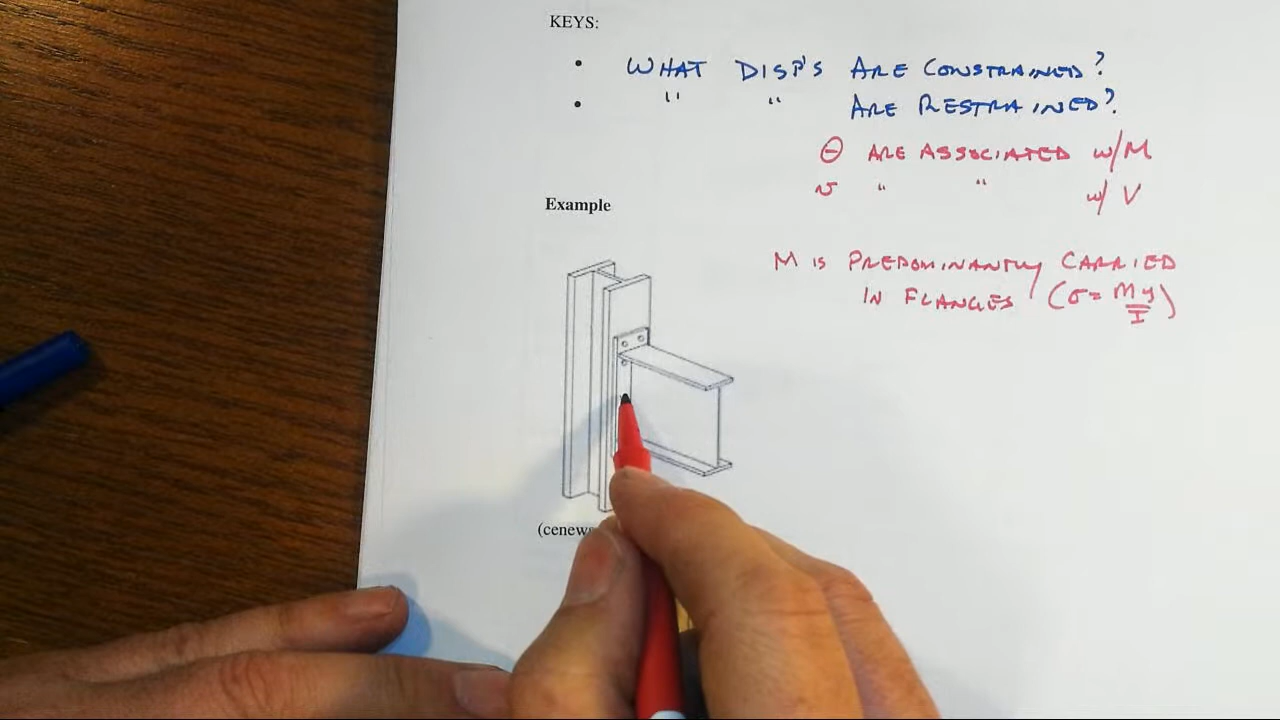 KEYS:
• WHAT DISP'S ARE CONSTRAINED?
• " " ARE RESTRAINED?
θ ARE ASSOCIATED W/M
v " " w/ V
Example
M IS PREDOMINANTLY CARRIED
IN FLANGES (σ = My/I)